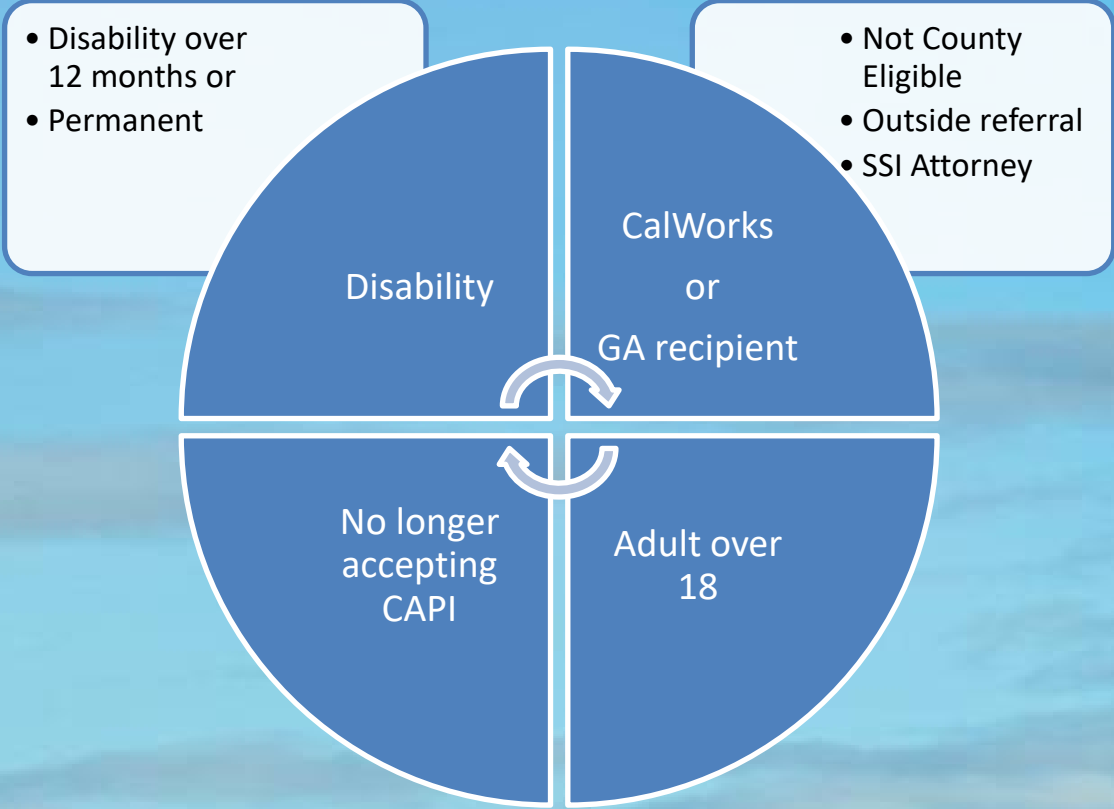 • Disability over
12 months or
• Permanent
• Not County
Eligible
• Outside referral
• SSI Attorney
Disability
CalWorks
or
GA recipient
No longer
accepting
CAPI
Adult over
18